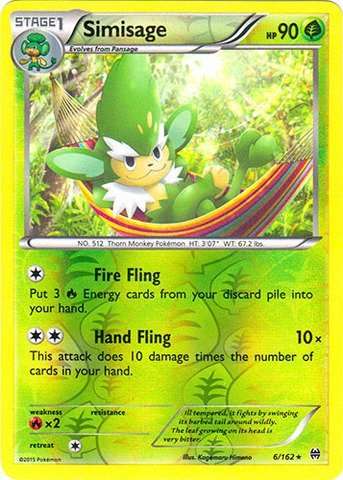 STAGE1 Simisage HP 90
Evolves from Pansage
NO. 512 Thorn Monkey Pokémon HT: 3'07" WT: 67.2 lbs.
Fire Fling
Put 3 Energy cards from your discard pile into
your hand.
Hand Fling 10×
This attack does 10 damage times the number of
cards in your hand.
weakness resistance
×2
retreat
Ill tempered, it fights by swinging
its barbed tail around wildly.
The leaf growing on its head is
very bitter.
©2015 Pokémon
Illus. Kagemaru Himeno
6/162 ★